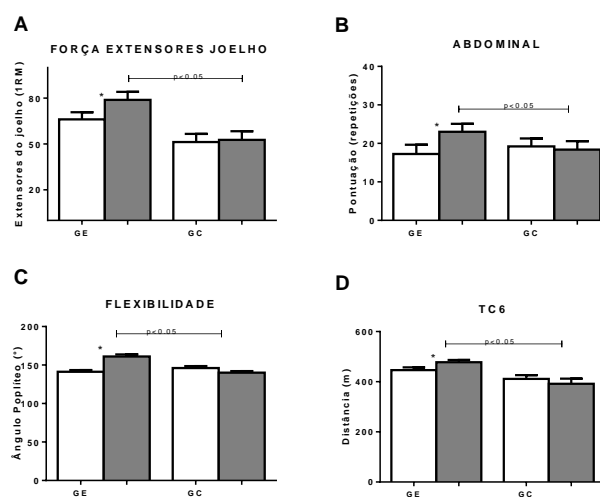 A
FORÇA EXTENSORES JOELHO
p<0.05
*
Extensores do joelho (1RM)
80
50
20
GE GC
B
ABDOMINAL
p<0.05
*
Pontuação (repetições)
40
30
20
10
0
GE GC
C
FLEXIBILIDADE
p<0.05
*
Ângulo Poplíteo (°)
200
150
100
50
0
GE GC
D
TC6
p<0.05
*
Distância (m)
600
400
200
0
GE GC